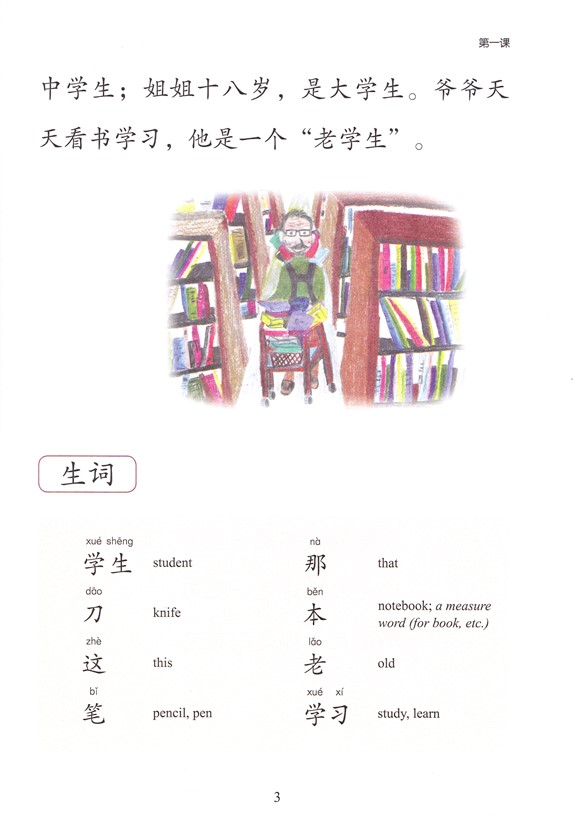 第一课
中学生；姐姐十八岁，是大学生。爷爷天
天看书学习，他是一个“老学生”。
生词
xué shēng
学生 student
nà
那 that
dāo
刀 knife
běn
本 notebook; a measure
word (for book, etc.)
zhè
这 this
lǎo
老 old
bǐ
笔 pencil, pen
xué xí
学习 study, learn
3